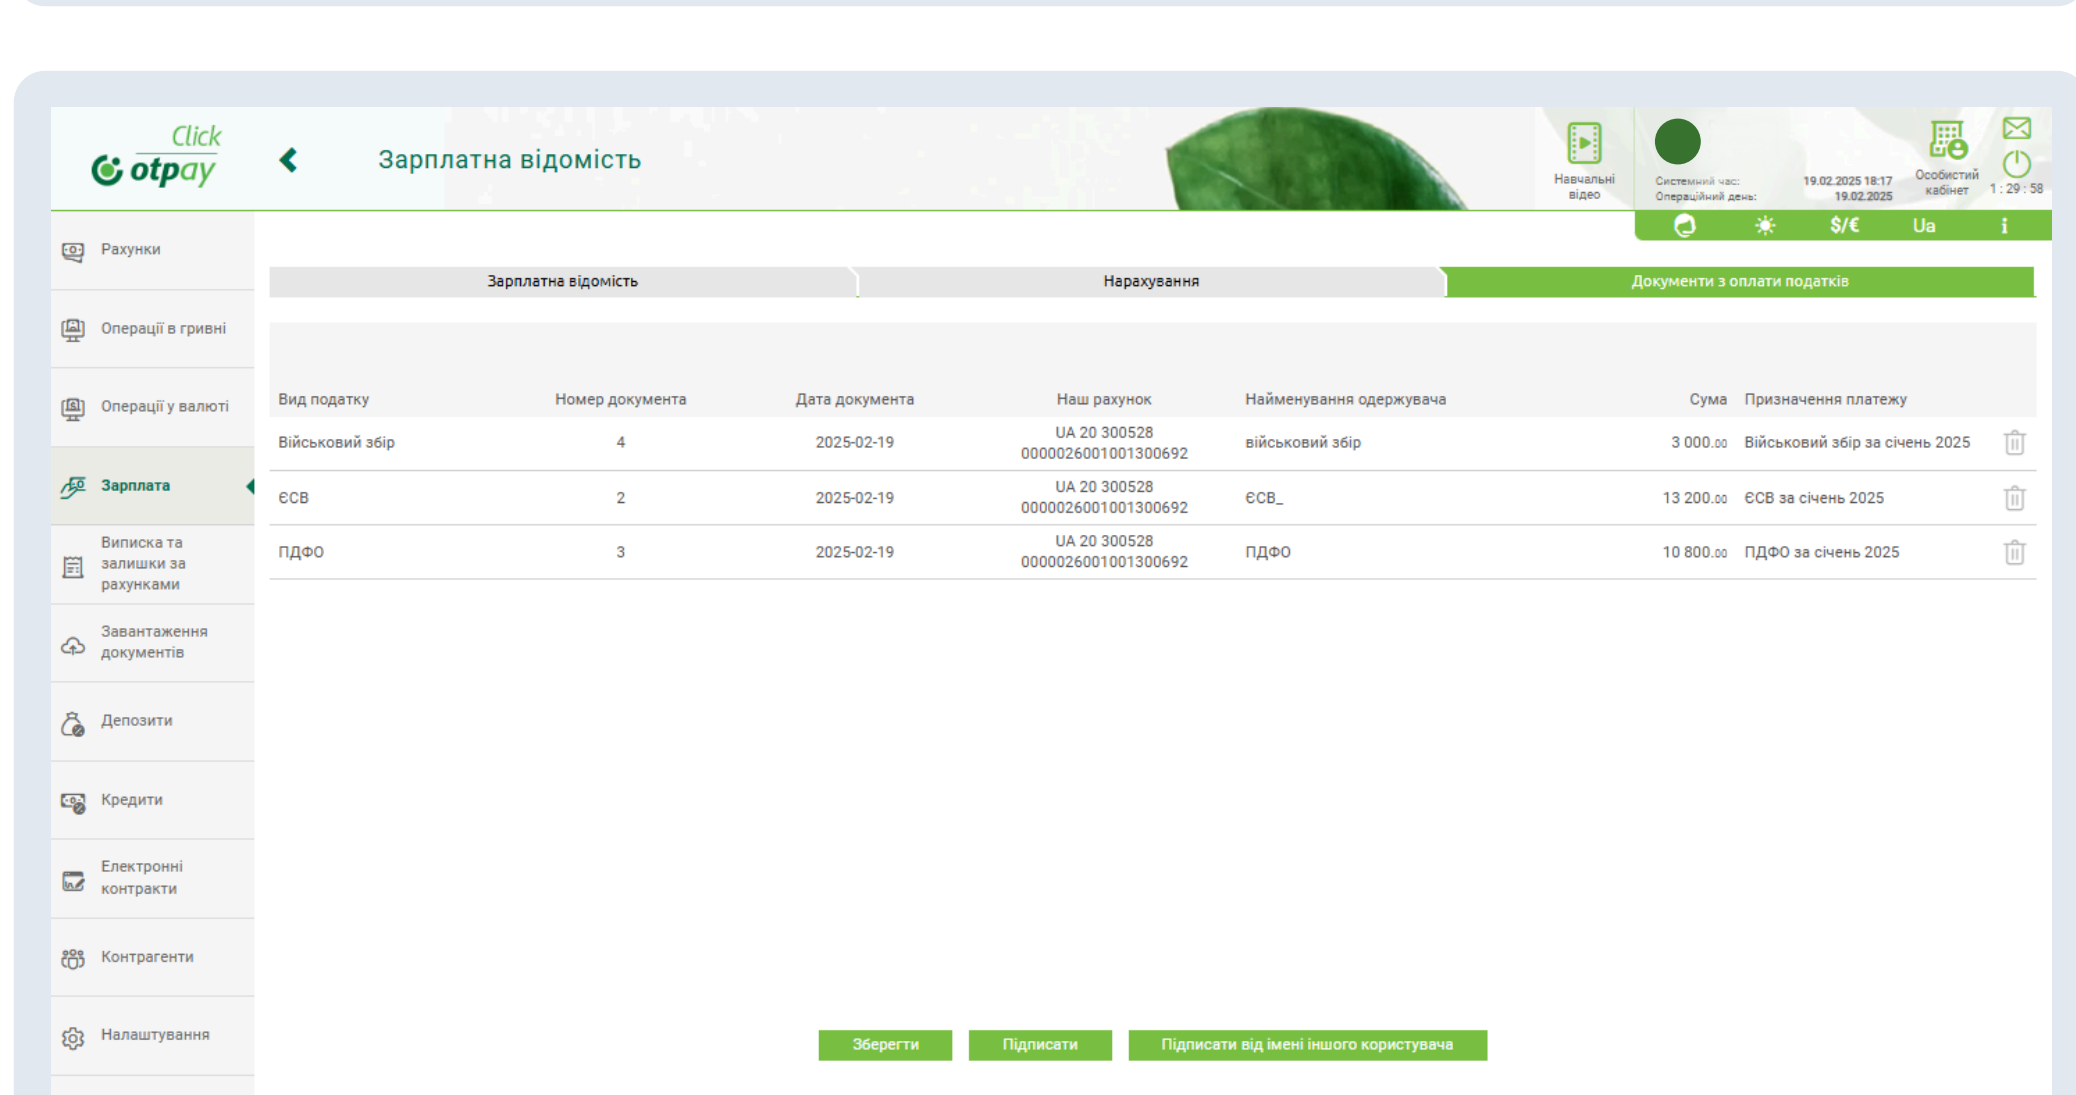 Click
otpay
Зарплатна відомість
Навчальні
відео
Системний час: 19.02.2025 18:17
Операційний день: 19.02.2025
Особистий
кабінет
1 : 29 : 58
$/€ Ua i
Рахунки
Операції в гривні
Операції у валюті
Зарплата
Виписка та
залишки за
рахунками
Завантаження
документів
Депозити
Кредити
Електронні
контракти
Контрагенти
Налаштування
Зарплатна відомість Нарахування Документи з оплати податків
Вид податку Номер документа Дата документа Наш рахунок Найменування одержувача Сума Призначення платежу
Військовий збір 4 2025-02-19 UA 20 300528 0000026001001300692 військовий збір 3 000.00 Військовий збір за січень 2025
ЄСВ 2 2025-02-19 UA 20 300528 0000026001001300692 ЄСВ_ 13 200.00 ЄСВ за січень 2025
ПДФО 3 2025-02-19 UA 20 300528 0000026001001300692 ПДФО 10 800.00 ПДФО за січень 2025
Зберегти Підписати Підписати від імені іншого користувача